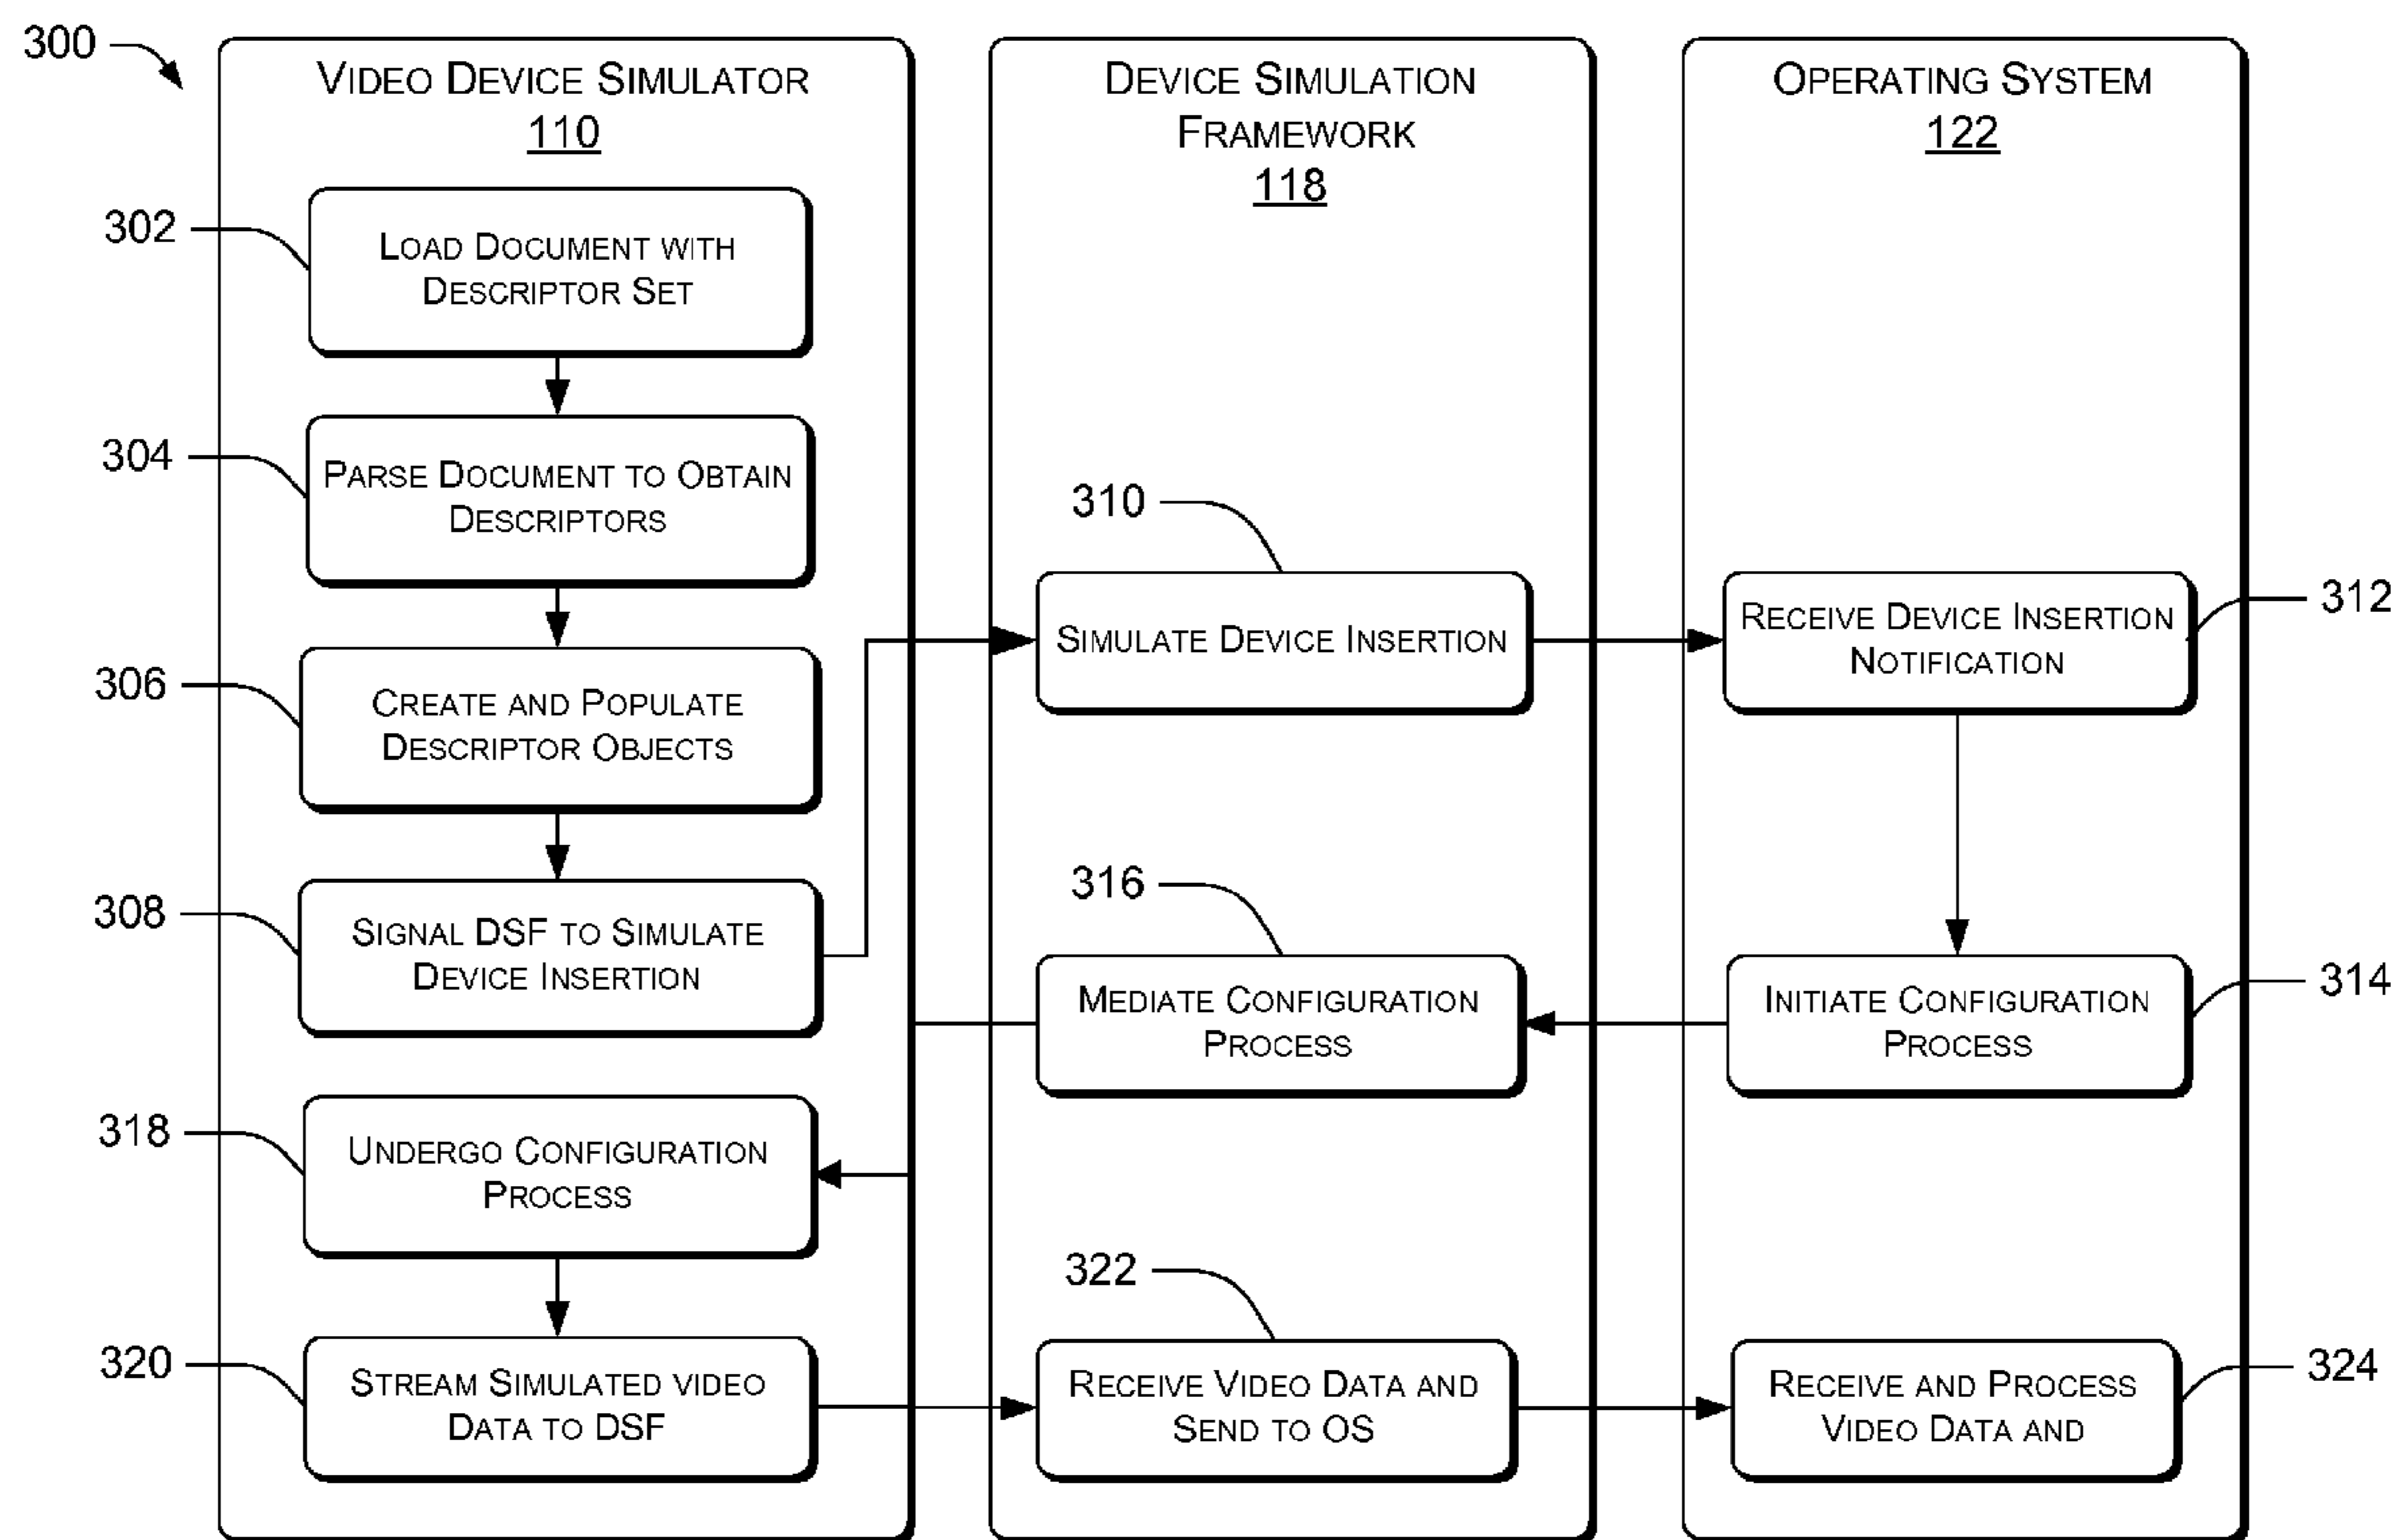 300
VIDEO DEVICE SIMULATOR
110
302
LOAD DOCUMENT WITH
DESCRIPTOR SET
304
PARSE DOCUMENT TO OBTAIN
DESCRIPTORS
306
CREATE AND POPULATE
DESCRIPTOR OBJECTS
308
SIGNAL DSF TO SIMULATE
DEVICE INSERTION
318
UNDERGO CONFIGURATION
PROCESS
320
STREAM SIMULATED VIDEO
DATA TO DSF
DEVICE SIMULATION
FRAMEWORK
118
310
SIMULATE DEVICE INSERTION
316
MEDIATE CONFIGURATION
PROCESS
322
RECEIVE VIDEO DATA AND
SEND TO OS
OPERATING SYSTEM
122
RECEIVE DEVICE INSERTION
NOTIFICATION
312
INITIATE CONFIGURATION
PROCESS
314
RECEIVE AND PROCESS
VIDEO DATA AND
324